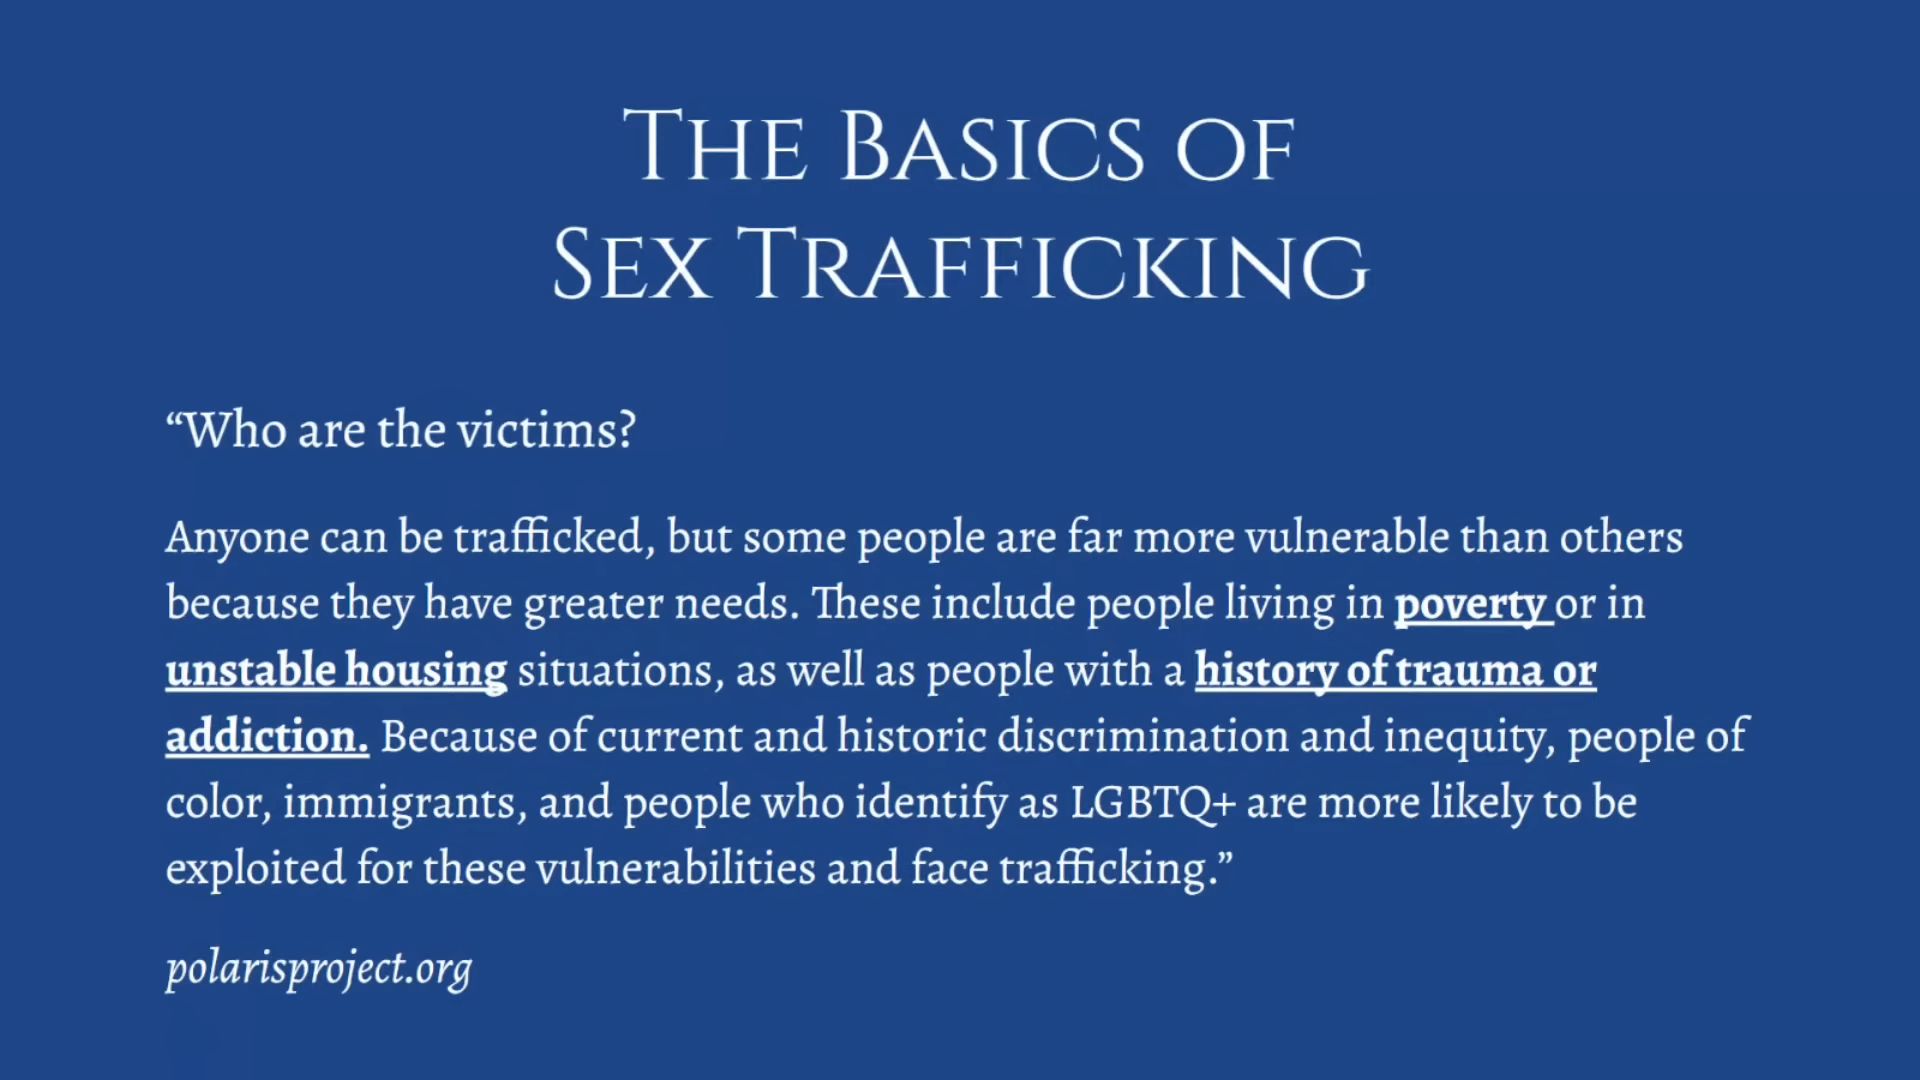 The Basics of
Sex Trafficking
“Who are the victims?
Anyone can be trafficked, but some people are far more vulnerable than others
because they have greater needs. These include people living in poverty or in
unstable housing situations, as well as people with a history of trauma or
addiction. Because of current and historic discrimination and inequity, people of
color, immigrants, and people who identify as LGBTQ+ are more likely to be
exploited for these vulnerabilities and face trafficking.”
polarisproject.org